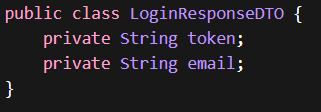 public class LoginResponseDTO {
    private String token;
    private String email;
}